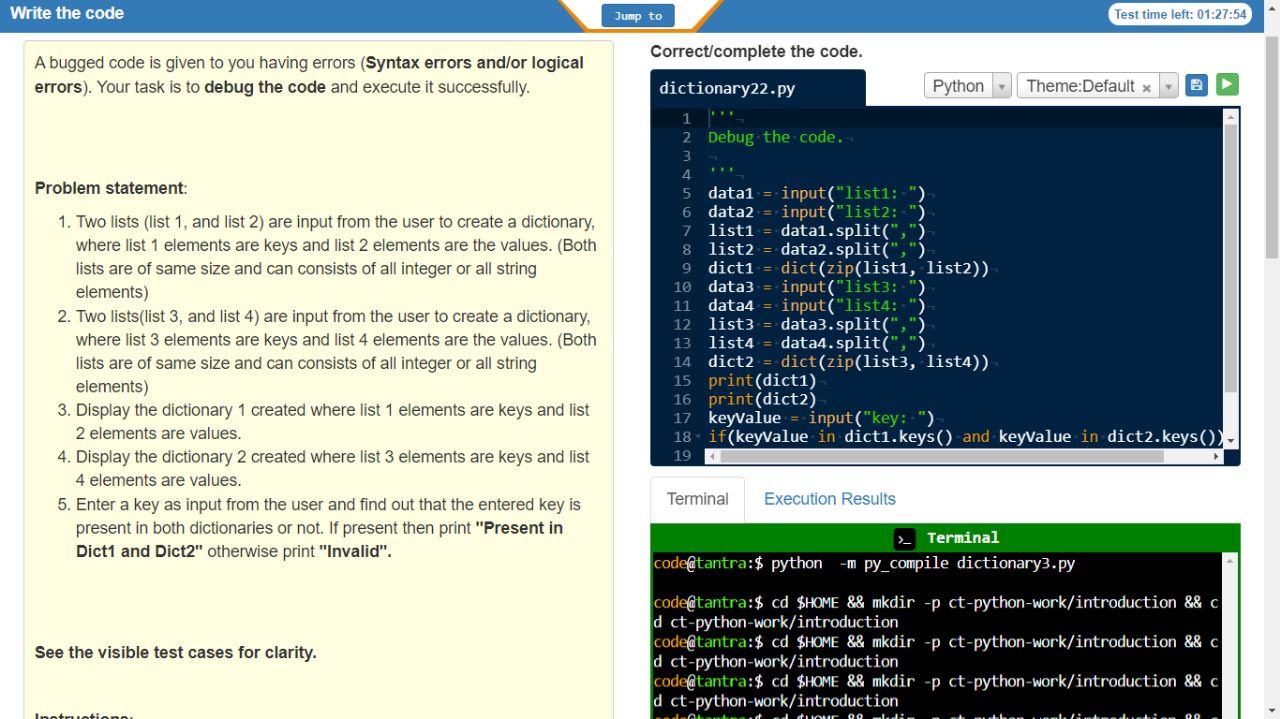 Write the code
Jump to
Test time left: 01:27:54
A bugged code is given to you having errors (Syntax errors and/or logical
errors). Your task is to debug the code and execute it successfully.
Problem statement:
1. Two lists (list 1, and list 2) are input from the user to create a dictionary,
where list 1 elements are keys and list 2 elements are the values. (Both
lists are of same size and can consists of all integer or all string
elements)
2. Two lists(list 3, and list 4) are input from the user to create a dictionary,
where list 3 elements are keys and list 4 elements are the values. (Both
lists are of same size and can consists of all integer or all string
elements)
3. Display the dictionary 1 created where list 1 elements are keys and list
2 elements are values.
4. Display the dictionary 2 created where list 3 elements are keys and list
4 elements are values.
5. Enter a key as input from the user and find out that the entered key is
present in both dictionaries or not. If present then print "Present in
Dict1 and Dict2" otherwise print "Invalid".
See the visible test cases for clarity.
Instructions:
Correct/complete the code.
dictionary22.py
Python
Theme:Default ×
1 '''
2 Debug the code.
3
4 '''
5 data1 = input("list1: ")
6 data2 = input("list2: ")
7 list1 = data1.split(",")
8 list2 = data2.split(",")
9 dict1 = dict(zip(list1, list2))
10 data3 = input("list3: ")
11 data4 = input("list4: ")
12 list3 = data3.split(",")
13 list4 = data4.split(",")
14 dict2 = dict(zip(list3, list4))
15 print(dict1)
16 print(dict2)
17 keyValue = input("key: ")
18 if(keyValue in dict1.keys() and keyValue in dict2.keys())
19
Terminal
Execution Results
>_ Terminal
code@tantra:$ python  -m py_compile dictionary3.py
code@tantra:$ cd $HOME && mkdir -p ct-python-work/introduction && c
d ct-python-work/introduction
code@tantra:$ cd $HOME && mkdir -p ct-python-work/introduction && c
d ct-python-work/introduction
code@tantra:$ cd $HOME && mkdir -p ct-python-work/introduction && c
d ct-python-work/introduction